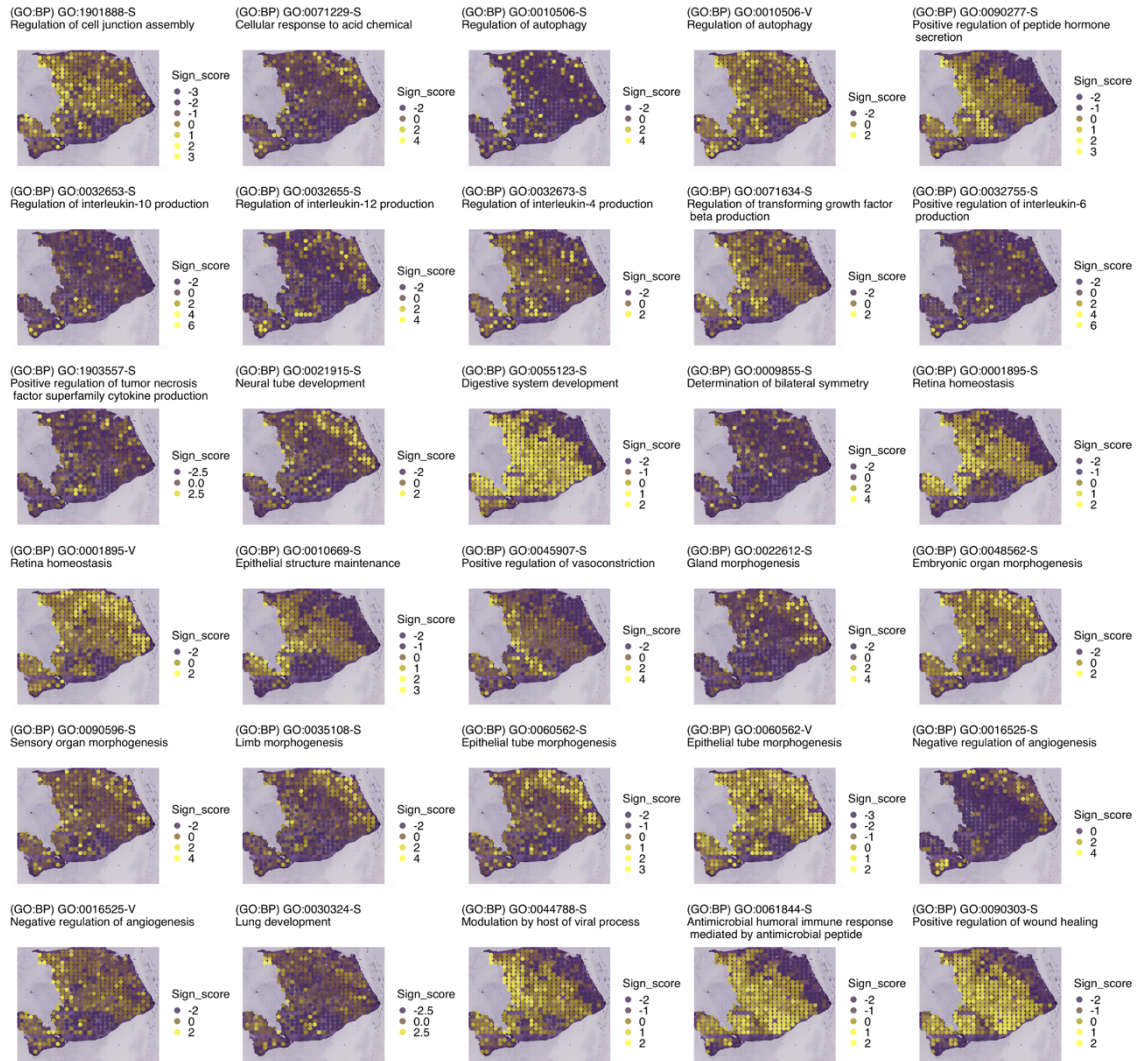 (GO:BP) GO:1901888-S
Regulation of cell junction assembly
Sign_score
-3
-2
-1
0
1
2
3
(GO:BP) GO:0071229-S
Cellular response to acid chemical
Sign_score
-2
0
2
4
(GO:BP) GO:0010506-S
Regulation of autophagy
Sign_score
-2
0
2
4
(GO:BP) GO:0010506-V
Regulation of autophagy
Sign_score
-2
0
2
(GO:BP) GO:0090277-S
Positive regulation of peptide hormone
secretion
Sign_score
-2
-1
0
1
2
3
(GO:BP) GO:0032653-S
Regulation of interleukin-10 production
Sign_score
-2
0
2
4
6
(GO:BP) GO:0032655-S
Regulation of interleukin-12 production
Sign_score
-2
0
2
4
(GO:BP) GO:0032673-S
Regulation of interleukin-4 production
Sign_score
-2
0
2
(GO:BP) GO:0071634-S
Regulation of transforming growth factor
beta production
Sign_score
-2
0
2
(GO:BP) GO:0032755-S
Positive regulation of interleukin-6
production
Sign_score
-2
0
2
4
6
(GO:BP) GO:1903557-S
Positive regulation of tumor necrosis
factor superfamily cytokine production
Sign_score
-2.5
0.0
2.5
(GO:BP) GO:0021915-S
Neural tube development
Sign_score
-2
0
2
(GO:BP) GO:0055123-S
Digestive system development
Sign_score
-2
-1
0
1
2
(GO:BP) GO:0009855-S
Determination of bilateral symmetry
Sign_score
-2
0
2
4
(GO:BP) GO:0001895-S
Retina homeostasis
Sign_score
-2
-1
0
1
2
(GO:BP) GO:0001895-V
Retina homeostasis
Sign_score
-2
0
2
(GO:BP) GO:0010669-S
Epithelial structure maintenance
Sign_score
-2
-1
0
1
2
3
(GO:BP) GO:0045907-S
Positive regulation of vasoconstriction
Sign_score
-2
0
2
4
(GO:BP) GO:0022612-S
Gland morphogenesis
Sign_score
-2
0
2
4
(GO:BP) GO:0048562-S
Embryonic organ morphogenesis
Sign_score
-2
0
2
(GO:BP) GO:0090596-S
Sensory organ morphogenesis
Sign_score
-2
0
2
4
(GO:BP) GO:0035108-S
Limb morphogenesis
Sign_score
-2
0
2
4
(GO:BP) GO:0060562-S
Epithelial tube morphogenesis
Sign_score
-2
-1
0
1
2
3
(GO:BP) GO:0060562-V
Epithelial tube morphogenesis
Sign_score
-3
-2
-1
0
1
2
(GO:BP) GO:0016525-S
Negative regulation of angiogenesis
Sign_score
0
2
4
(GO:BP) GO:0016525-V
Negative regulation of angiogenesis
Sign_score
-2
0
2
(GO:BP) GO:0030324-S
Lung development
Sign_score
-2.5
0.0
2.5
(GO:BP) GO:0044788-S
Modulation by host of viral process
Sign_score
-2
-1
0
1
2
(GO:BP) GO:0061844-S
Antimicrobial humoral immune response
mediated by antimicrobial peptide
Sign_score
-2
-1
0
1
2
(GO:BP) GO:0090303-S
Positive regulation of wound healing
Sign_score
-2
-1
0
1
2